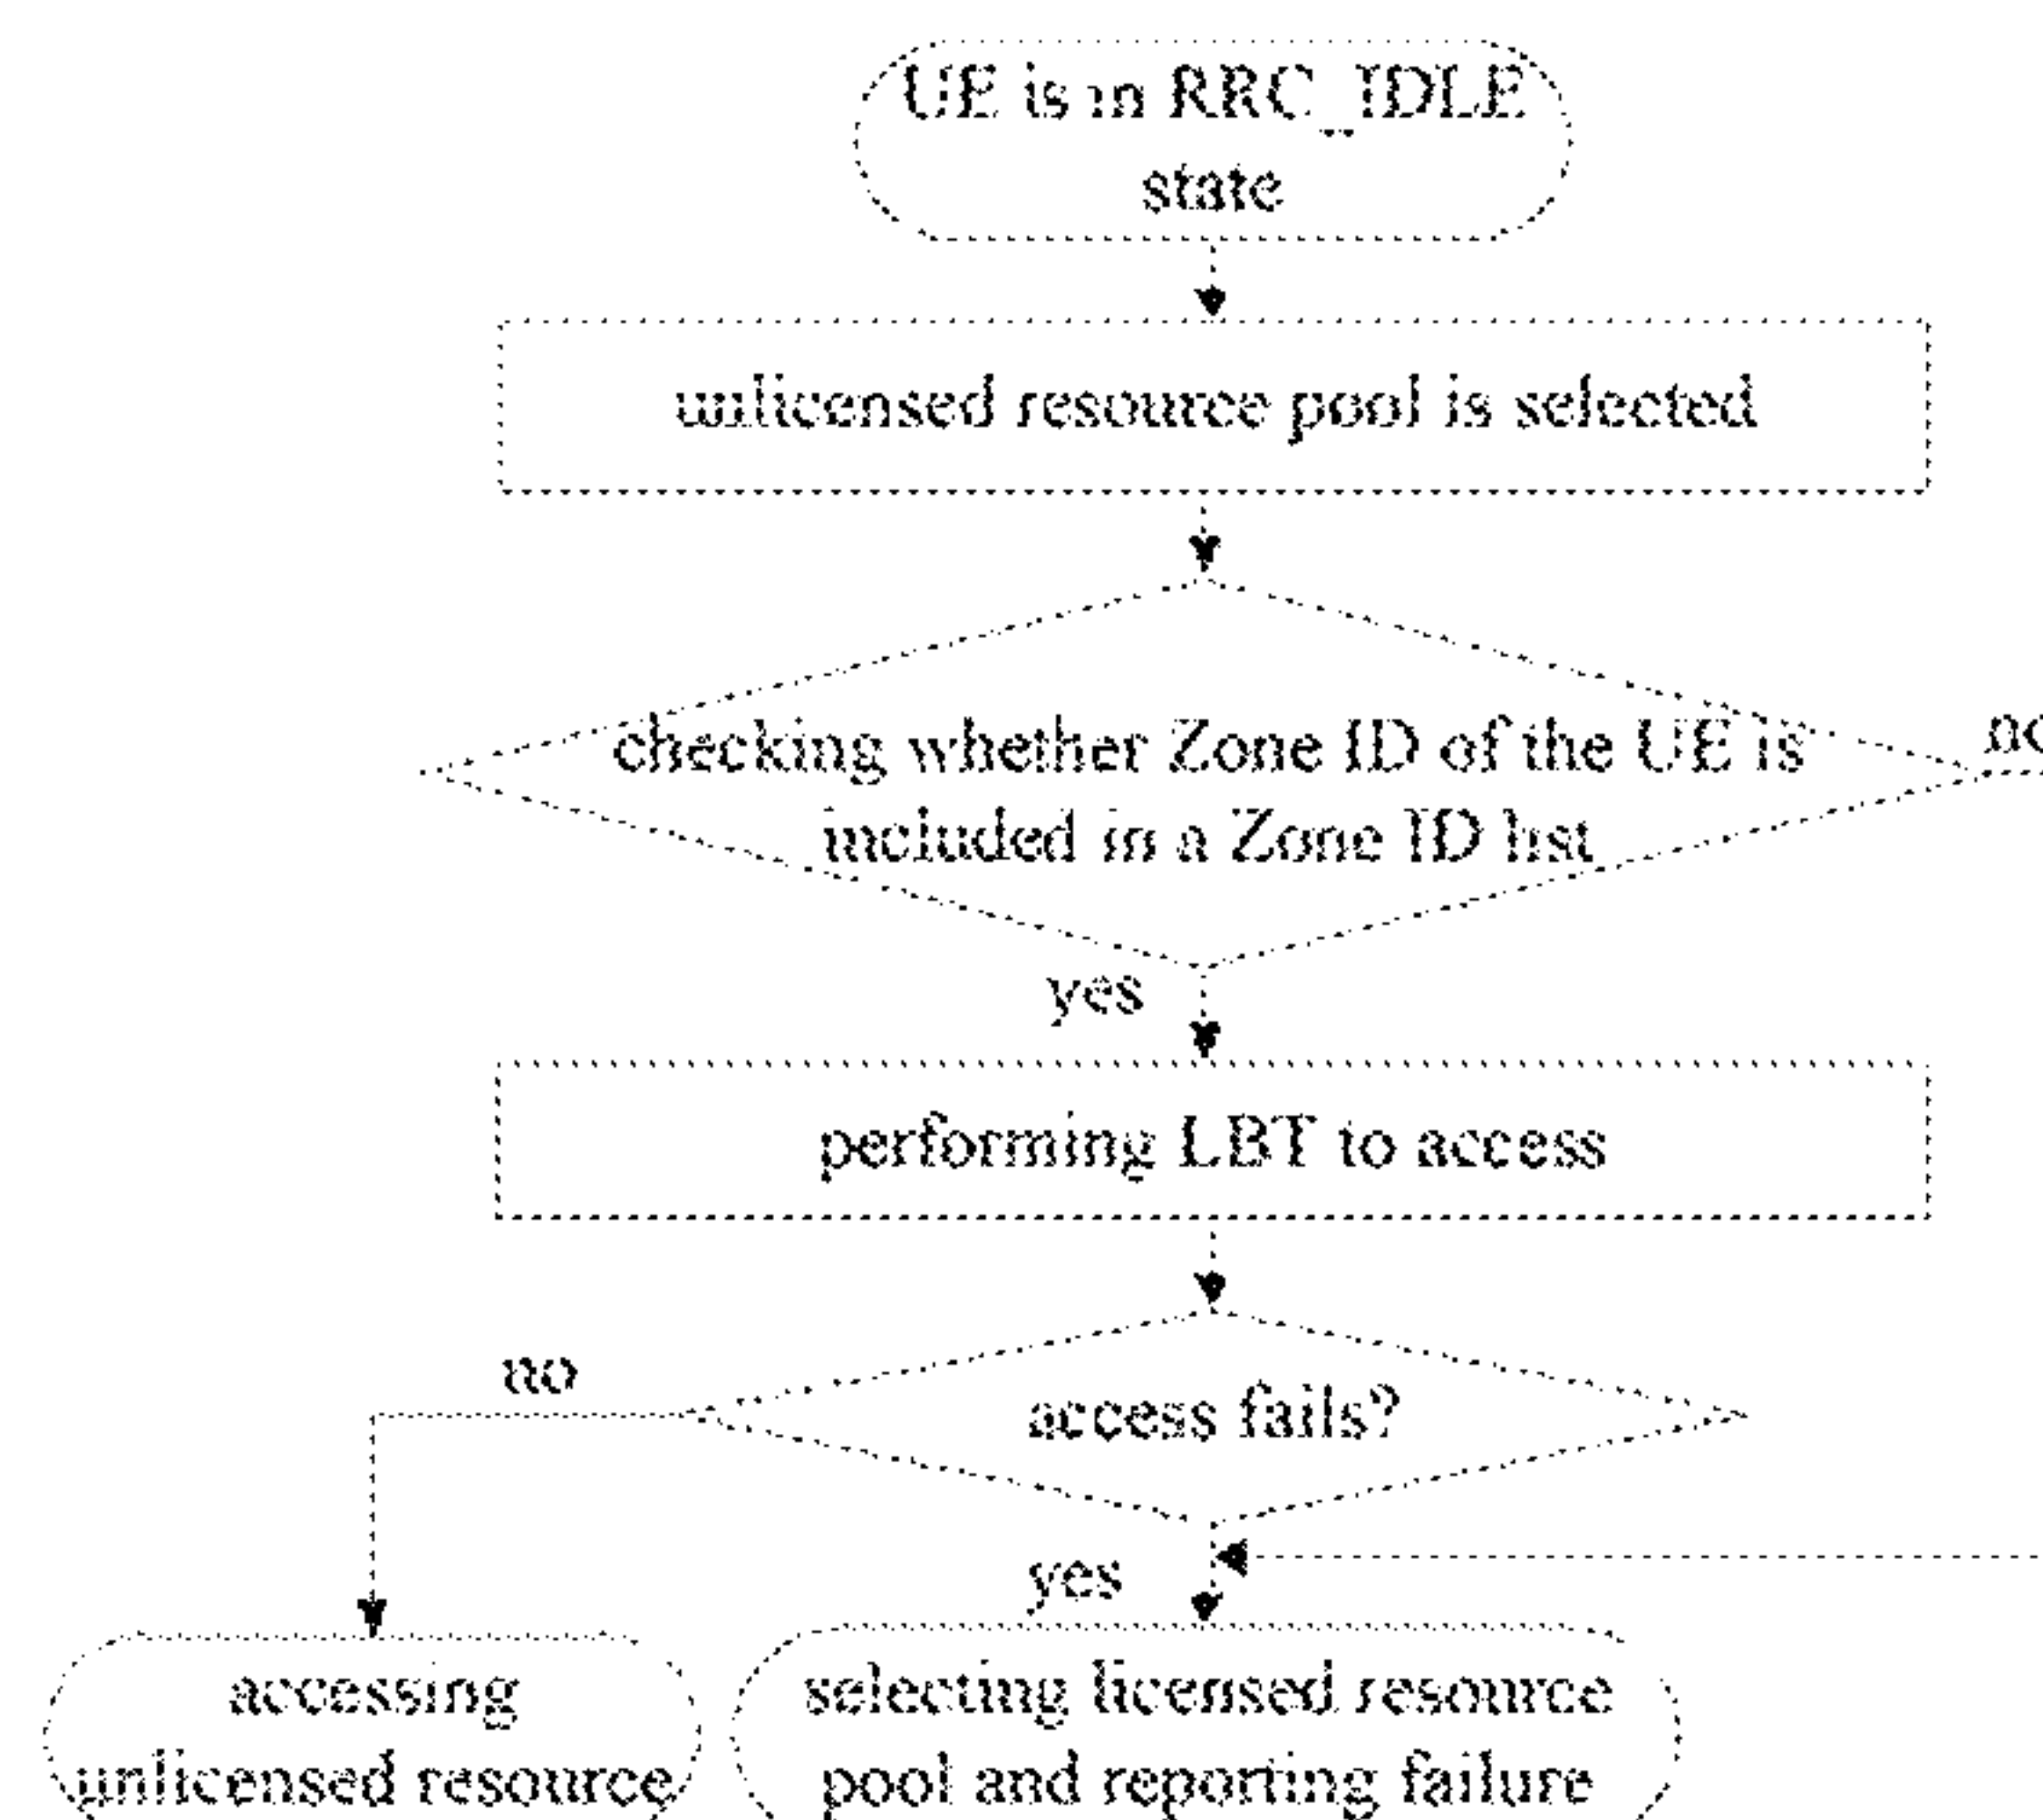 UE is in RRC_IDLE
state
unlicensed resource pool is selected
checking whether Zone ID of the UE is
included in a Zone ID list
no
yes
performing LBT to access
access fails?
no
yes
accessing
unlicensed resource
selecting licensed resource
pool and reporting failure